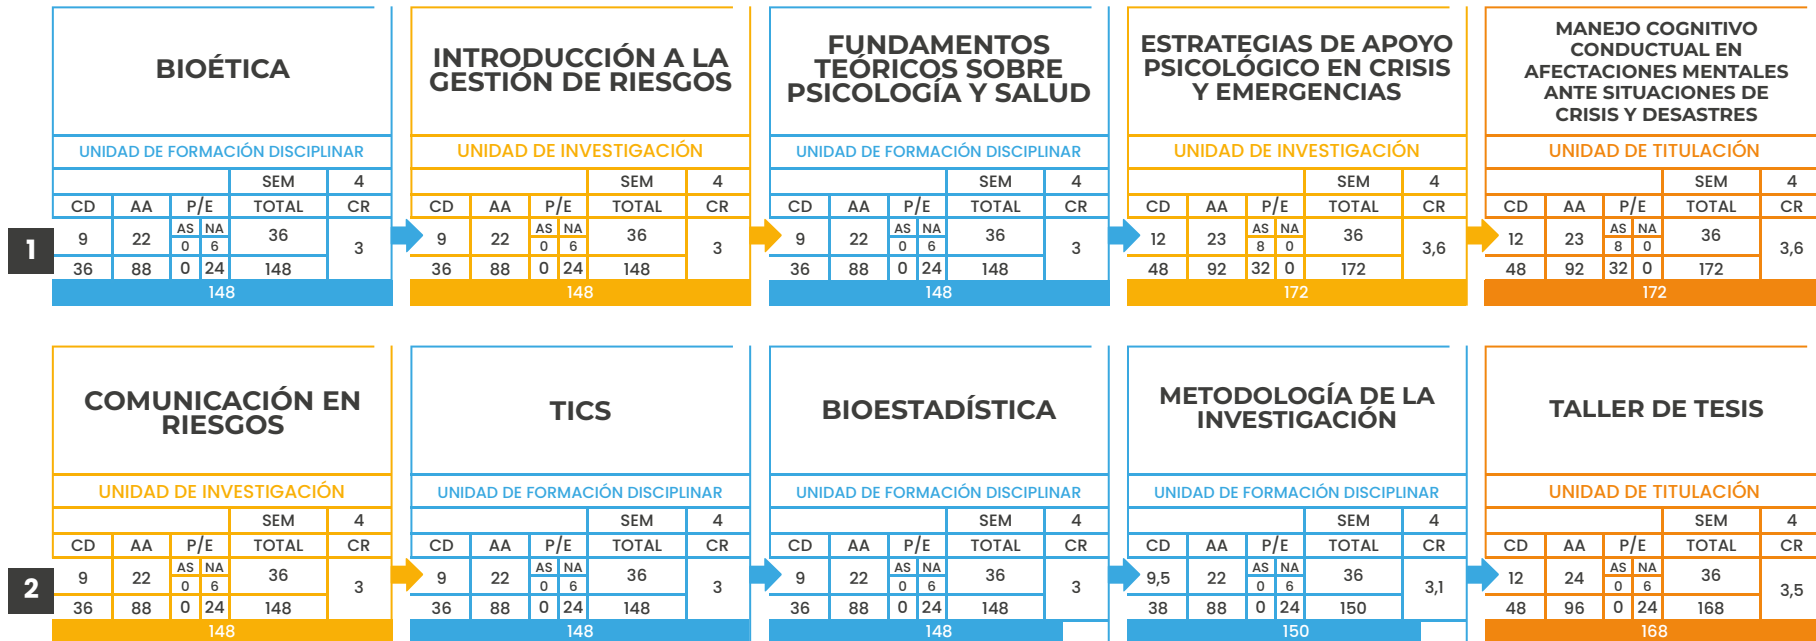 BIOÉTICA
UNIDAD DE FORMACIÓN DISCIPLINAR
SEM 4
CD AA P/E TOTAL CR
9 22 AS NA 36 3
0 6
36 88 0 24 148
148
INTRODUCCIÓN A LA
GESTIÓN DE RIESGOS
UNIDAD DE INVESTIGACIÓN
SEM 4
CD AA P/E TOTAL CR
9 22 AS NA 36 3
0 6
36 88 0 24 148
148
FUNDAMENTOS
TEÓRICOS SOBRE
PSICOLOGÍA Y SALUD
UNIDAD DE FORMACIÓN DISCIPLINAR
SEM 4
CD AA P/E TOTAL CR
9 22 AS NA 36 3
0 6
36 88 0 24 148
148
ESTRATEGIAS DE APOYO
PSICOLÓGICO EN CRISIS
Y EMERGENCIAS
UNIDAD DE INVESTIGACIÓN
SEM 4
CD AA P/E TOTAL CR
12 23 AS NA 36 3,6
8 0
48 92 32 0 172
172
MANEJO COGNITIVO
CONDUCTUAL EN
AFECTACIONES MENTALES
ANTE SITUACIONES DE
CRISIS Y DESASTRES
UNIDAD DE TITULACIÓN
SEM 4
CD AA P/E TOTAL CR
12 23 AS NA 36 3,6
8 0
48 92 32 0 172
172
1
COMUNICACIÓN EN
RIESGOS
UNIDAD DE INVESTIGACIÓN
SEM 4
CD AA P/E TOTAL CR
9 22 AS NA 36 3
0 6
36 88 0 24 148
148
TICS
UNIDAD DE FORMACIÓN DISCIPLINAR
SEM 4
CD AA P/E TOTAL CR
9 22 AS NA 36 3
0 6
36 88 0 24 148
148
BIOESTADÍSTICA
UNIDAD DE FORMACIÓN DISCIPLINAR
SEM 4
CD AA P/E TOTAL CR
9 22 AS NA 36 3
0 6
36 88 0 24 148
148
METODOLOGÍA DE LA
INVESTIGACIÓN
UNIDAD DE FORMACIÓN DISCIPLINAR
SEM 4
CD AA P/E TOTAL CR
9,5 22 AS NA 36 3,1
0 6
38 88 0 24 150
150
TALLER DE TESIS
UNIDAD DE TITULACIÓN
SEM 4
CD AA P/E TOTAL CR
12 24 AS NA 36 3,5
0 6
48 96 0 24 168
168
2